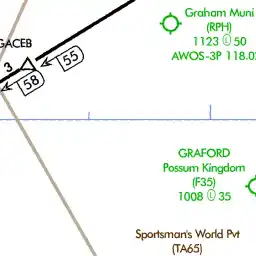 Graham Muni
(RPH)
1123 Ⓛ 50
AWOS-3P 118.02
GACEB
3
55
58
GRAFORD
Possum Kingdom
(F35)
1008 Ⓛ 35
Sportsman's World Pvt
(TA65)